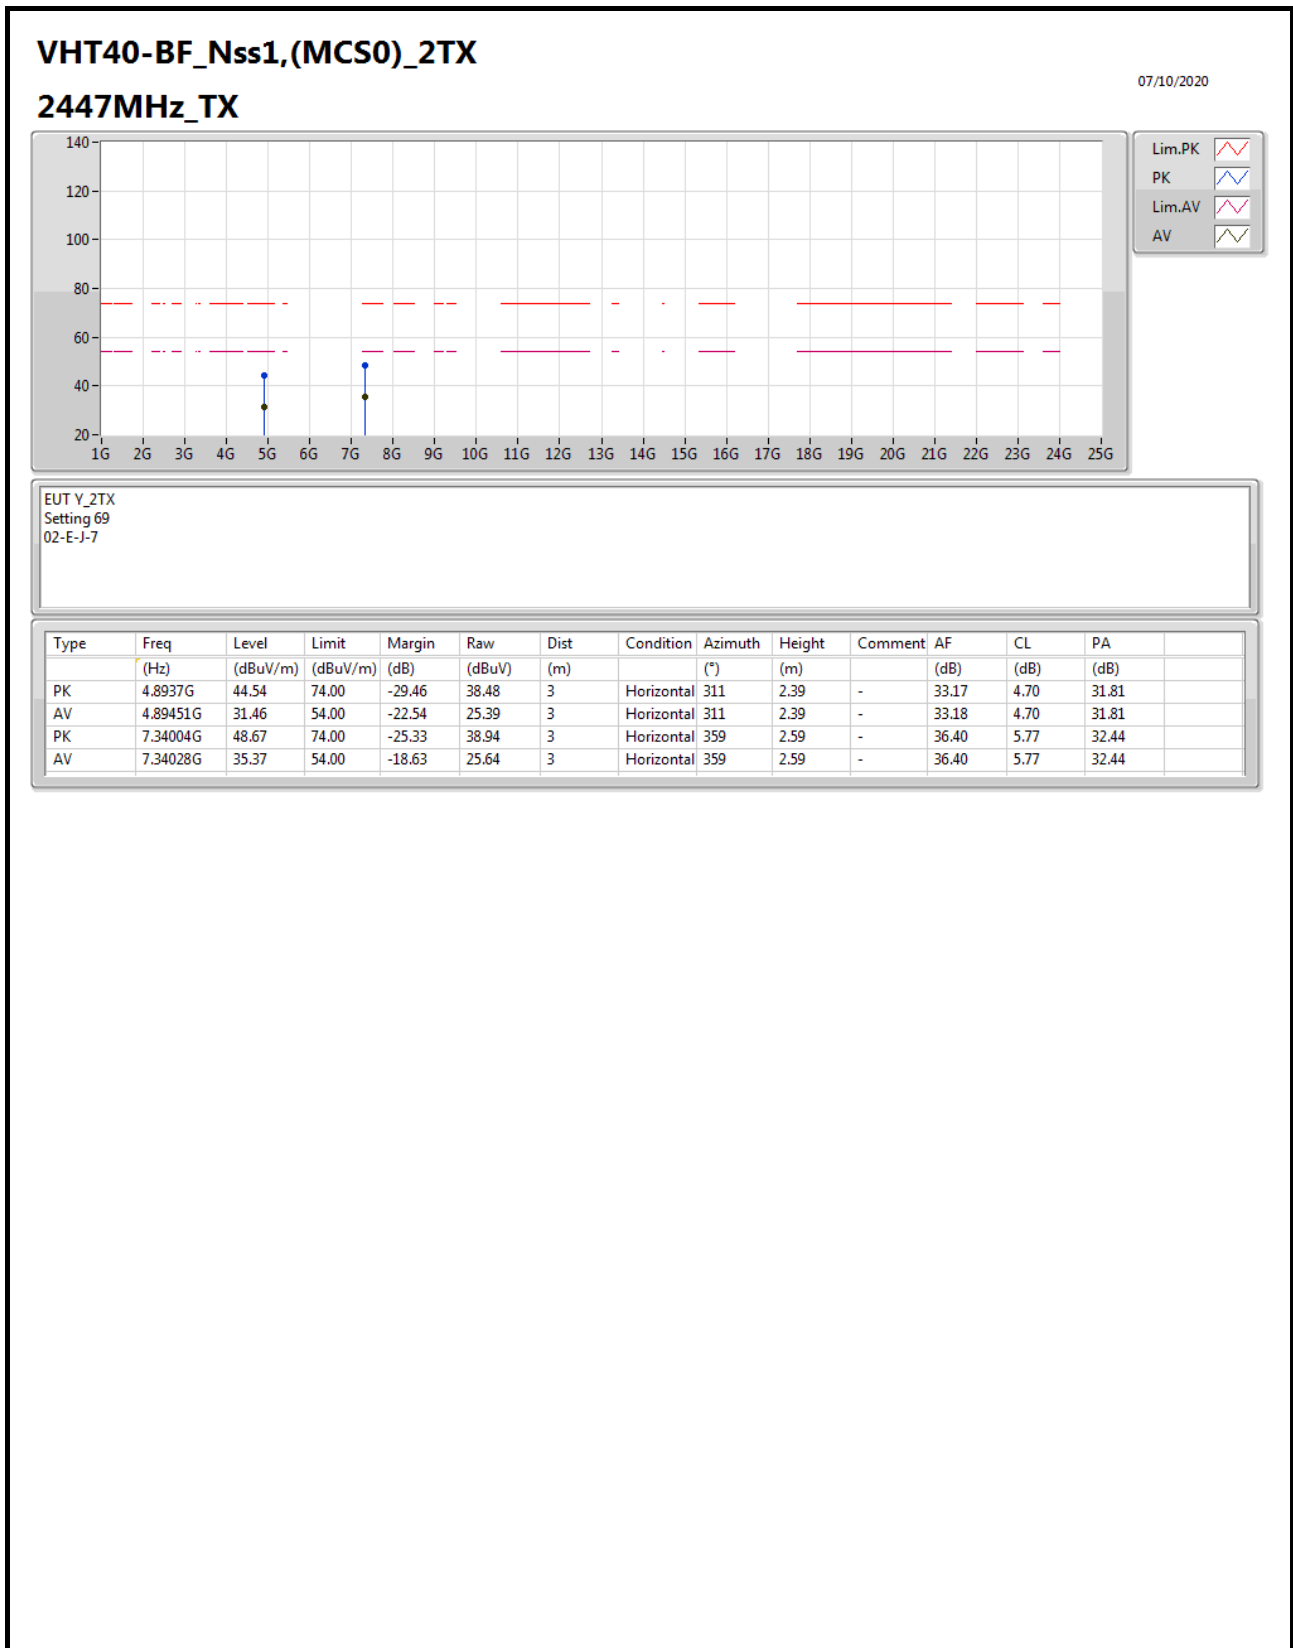 VHT40-BF_Nss1,(MCS0)_2TX
07/10/2020
2447MHz_TX
140
120
100
80
60
40
20
1G 2G 3G 4G 5G 6G 7G 8G 9G 10G 11G 12G 13G 14G 15G 16G 17G 18G 19G 20G 21G 22G 23G 24G 25G
Lim.PK
PK
Lim.AV
AV
EUT Y_2TX
Setting 69
02-E-J-7
Type Freq Level Limit Margin Raw Dist Condition Azimuth Height Comment AF CL PA
(Hz) (dBuV/m) (dBuV/m) (dB) (dBuV) (m) (°) (m) (dB) (dB) (dB)
PK 4.8937G 44.54 74.00 -29.46 38.48 3 Horizontal 311 2.39 - 33.17 4.70 31.81
AV 4.89451G 31.46 54.00 -22.54 25.39 3 Horizontal 311 2.39 - 33.18 4.70 31.81
PK 7.34004G 48.67 74.00 -25.33 38.94 3 Horizontal 359 2.59 - 36.40 5.77 32.44
AV 7.34028G 35.37 54.00 -18.63 25.64 3 Horizontal 359 2.59 - 36.40 5.77 32.44